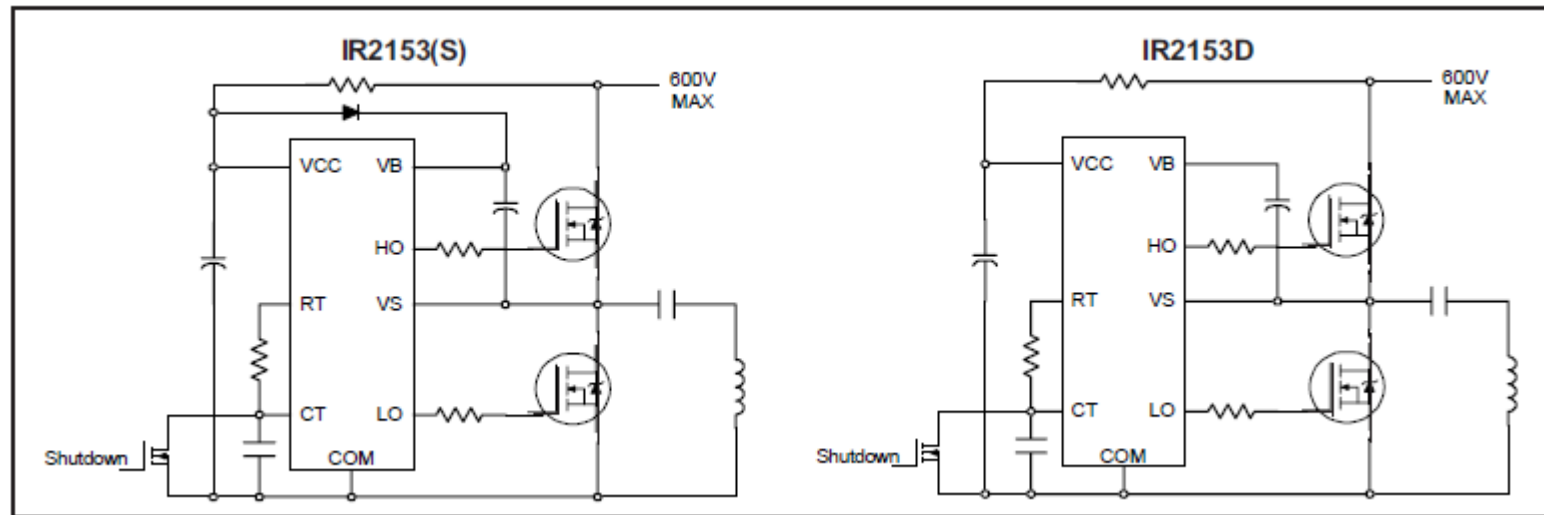 IR2153(S)
600V
MAX
VCC
VB
HO
RT
VS
CT
LO
COM
Shutdown
IR2153D
600V
MAX
VCC
VB
HO
RT
VS
CT
LO
COM
Shutdown